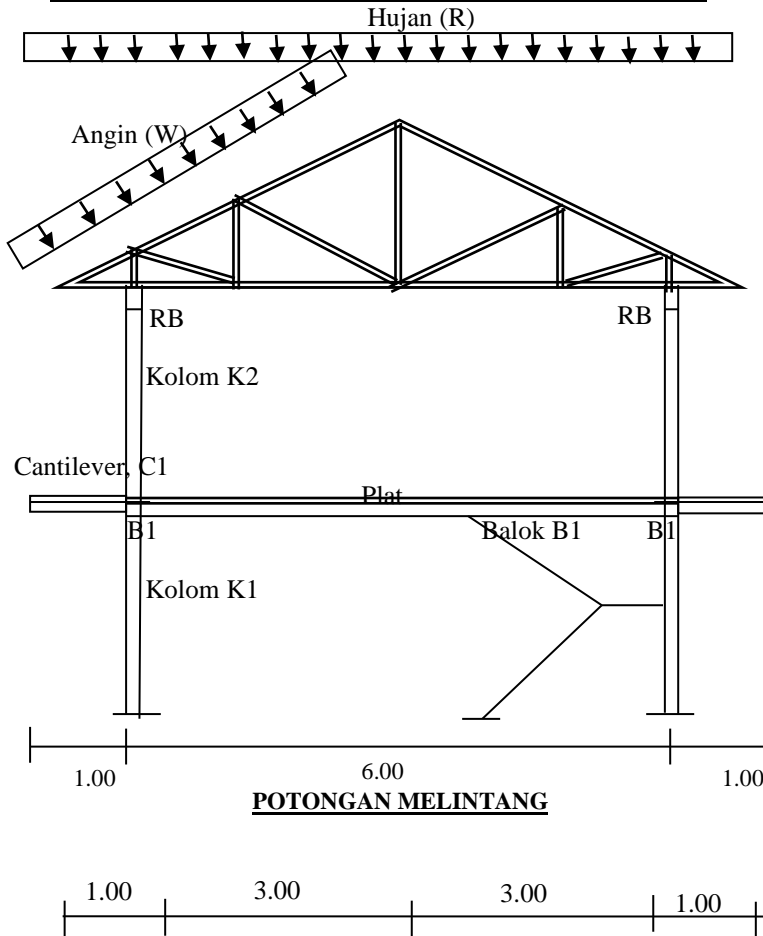 Hujan (R)
Angin (W)
RB RB
Kolom K2
Cantilever, C1
Plat
B1 Balok B1 B1
Kolom K1
1.00 6.00 1.00
POTONGAN MELINTANG
1.00 3.00 3.00 1.00